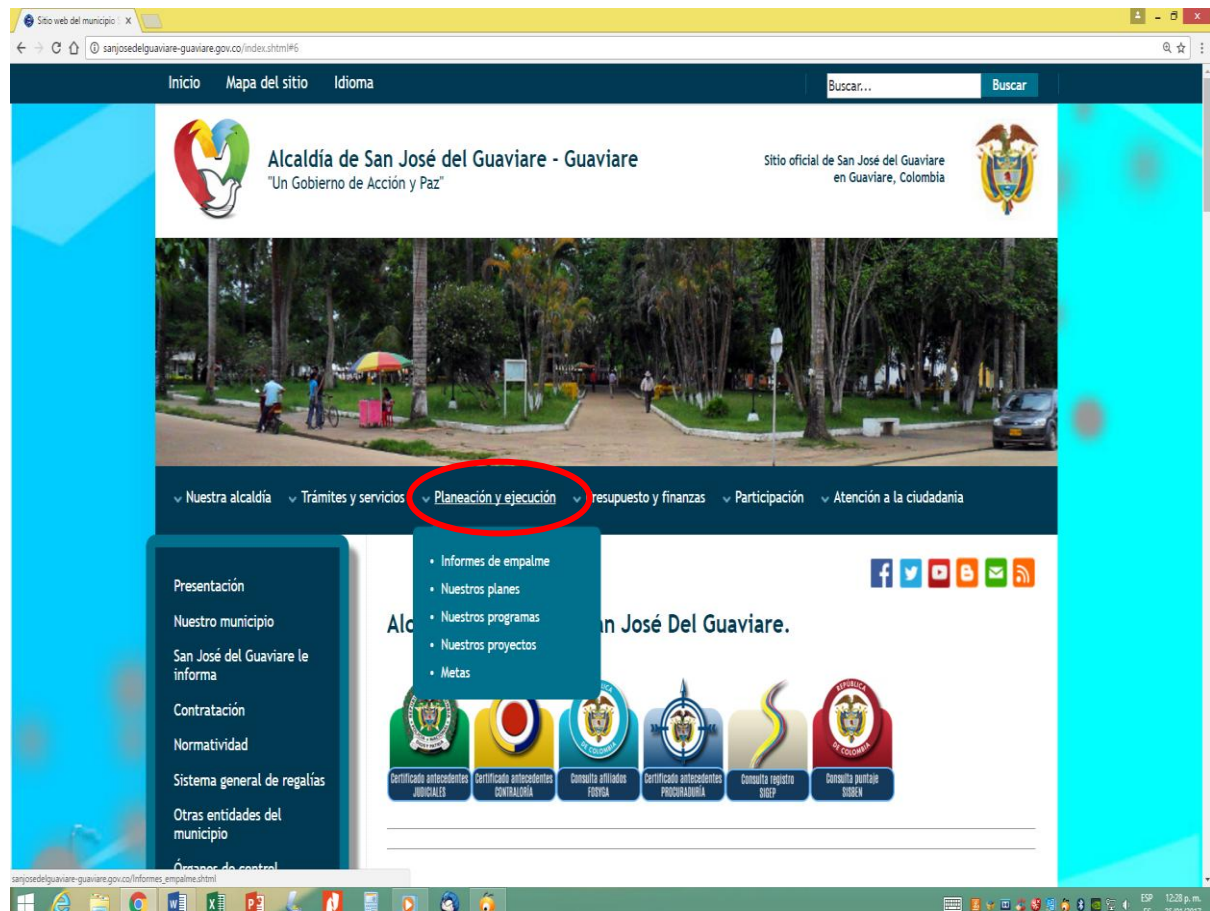 Sitio web del municipio
sanjosedelguaviare-guaviare.gov.co/index.shtml#6
Inicio Mapa del sitio Idioma
Buscar... Buscar
Alcaldía de San José del Guaviare - Guaviare
"Un Gobierno de Acción y Paz"
Sitio oficial de San José del Guaviare
en Guaviare, Colombia
Nuestra alcaldía Trámites y servicios Planeación y ejecución Presupuesto y finanzas Participación Atención a la ciudadania
• Informes de empalme
• Nuestros planes
• Nuestros programas
• Nuestros proyectos
• Metas
Presentación
Nuestro municipio
San José del Guaviare le
informa
Contratación
Normatividad
Sistema general de regalías
Otras entidades del
municipio
Órganos de control
San José Del Guaviare.
Certificado antecedentes
JUDICIALES
Certificado antecedentes
CONTRALORÍA
Consulta afiliados
FOSYGA
Certificado antecedentes
PROCURADURÍA
Consulta registro
SIGEP
Consulta puntaje
SISBEN
sanjosedelguaviare-guaviare.gov.co/Informes_empalme.shtml
ESP 12:28 p. m.